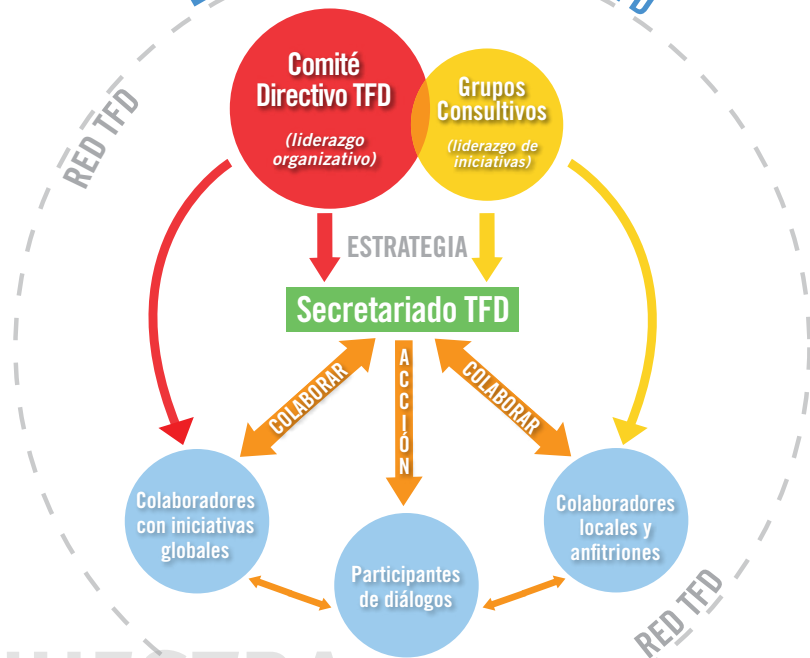 RED TFD
Comité
Directivo TFD
(liderazgo
organizativo)
Grupos
Consultivos
(liderazgo de
iniciativas)
ESTRATEGIA
Secretariado TFD
COLABORAR
ACCIÓN
COLABORAR
Colaboradores
con iniciativas
globales
Participantes
de diálogos
Colaboradores
locales y
anfitriones
RED TFD